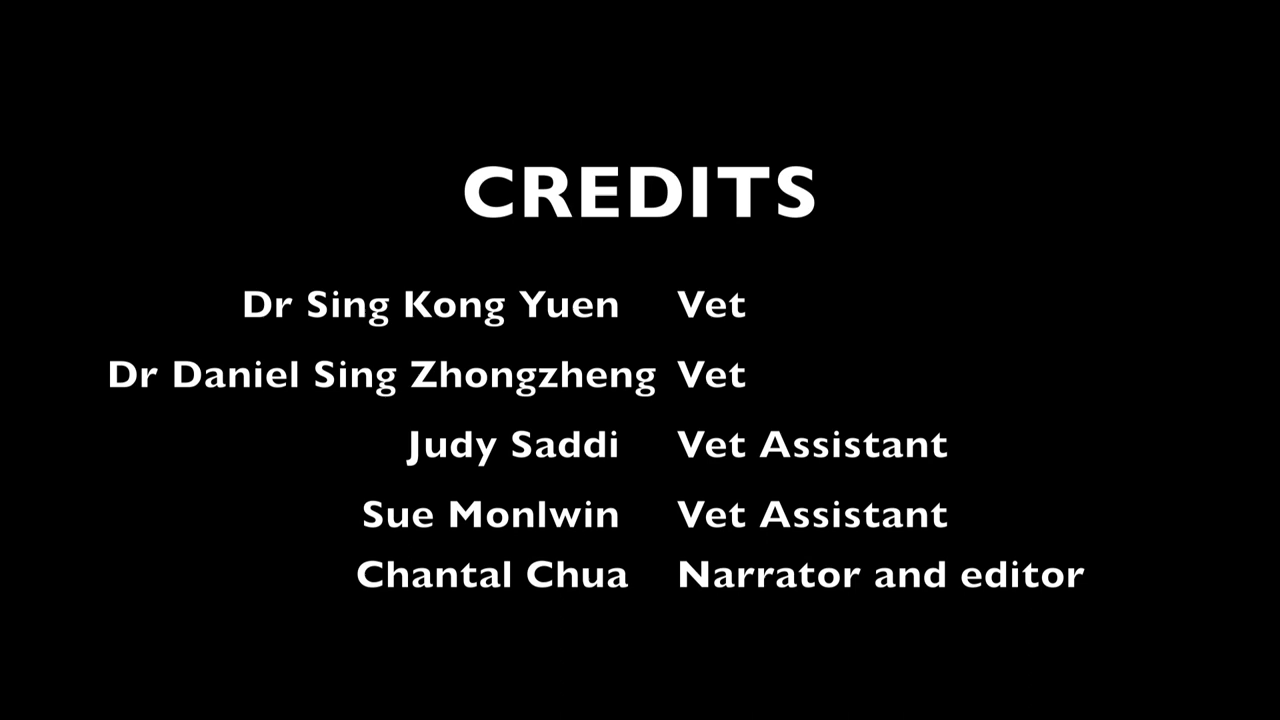 CREDITS
Dr Sing Kong Yuen Vet
Dr Daniel Sing Zhongzheng Vet
Judy Saddi Vet Assistant
Sue Monlwin Vet Assistant
Chantal Chua Narrator and editor